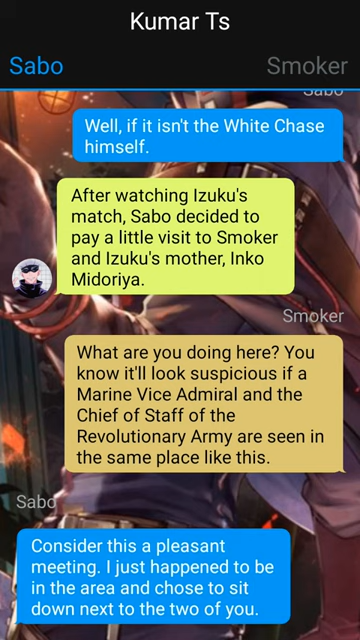 Kumar Ts
Sabo
Smoker
Sabo
Well, if it isn't the White Chase
himself.
After watching Izuku's
match, Sabo decided to
pay a little visit to Smoker
and Izuku's mother, Inko
Midoriya.
Smoker
What are you doing here? You
know it'll look suspicious if a
Marine Vice Admiral and the
Chief of Staff of the
Revolutionary Army are seen in
the same place like this.
Sabo
Consider this a pleasant
meeting. I just happened to be
in the area and chose to sit
down next to the two of you.